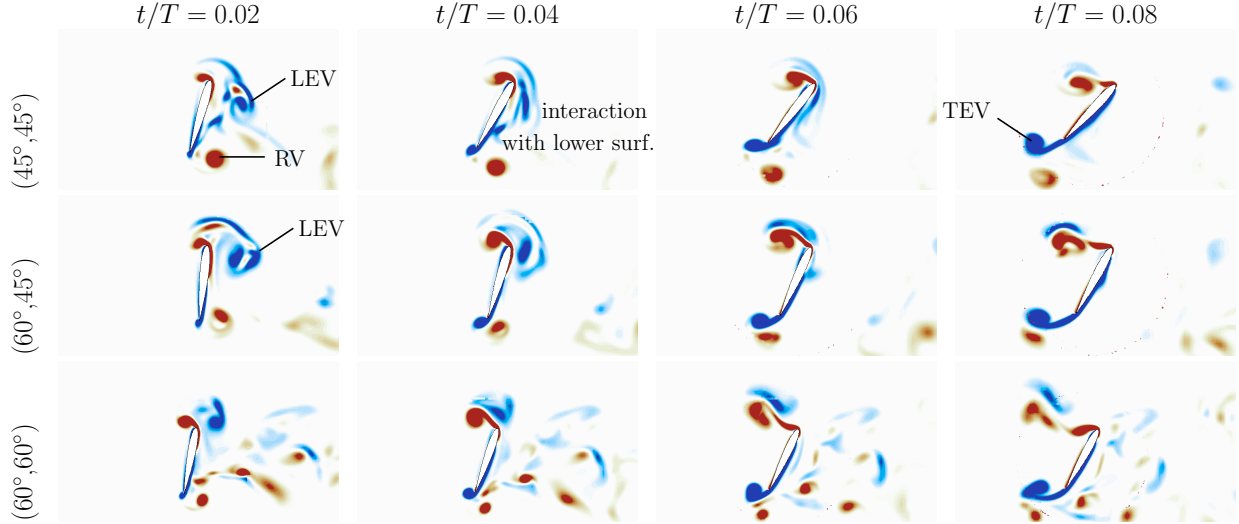 t/T = 0.02
t/T = 0.04
t/T = 0.06
t/T = 0.08
(45°,45°)
LEV
RV
interaction
with lower surf.
TEV
(60°,45°)
LEV
(60°,60°)